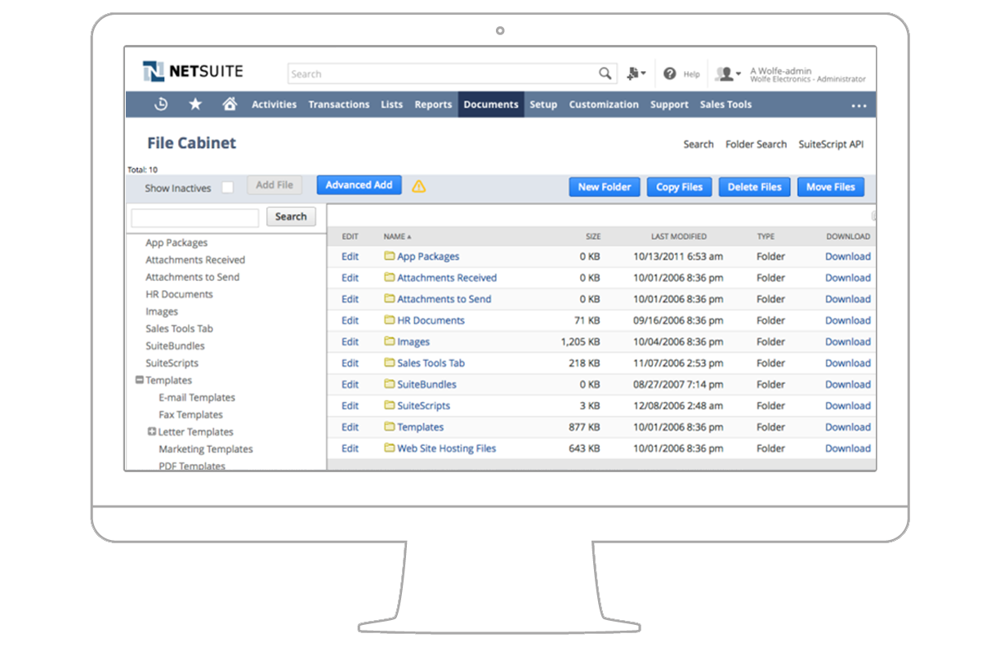 NETSUITE
Search
Help
A Wolfe-admin
Wolfe Electronics - Administrator
Activities Transactions Lists Reports Documents Setup Customization Support Sales Tools
File Cabinet
Search Folder Search SuiteScript API
Total: 10
Show Inactives Add File Advanced Add New Folder Copy Files Delete Files Move Files
Search
App Packages
Attachments Received
Attachments to Send
HR Documents
Images
Sales Tools Tab
SuiteBundles
SuiteScripts
Templates
E-mail Templates
Fax Templates
Letter Templates
Marketing Templates
PDF Templates
EDIT NAME SIZE LAST MODIFIED TYPE DOWNLOAD
Edit App Packages 0 KB 10/13/2011 6:53 am Folder Download
Edit Attachments Received 0 KB 10/01/2006 8:36 pm Folder Download
Edit Attachments to Send 0 KB 10/01/2006 8:36 pm Folder Download
Edit HR Documents 71 KB 09/16/2006 8:36 pm Folder Download
Edit Images 1,205 KB 10/04/2006 8:36 pm Folder Download
Edit Sales Tools Tab 218 KB 11/07/2006 2:53 pm Folder Download
Edit SuiteBundles 0 KB 08/27/2007 7:14 pm Folder Download
Edit SuiteScripts 3 KB 12/08/2006 2:48 am Folder Download
Edit Templates 877 KB 10/01/2006 8:36 pm Folder Download
Edit Web Site Hosting Files 643 KB 10/01/2006 8:36 pm Folder Download